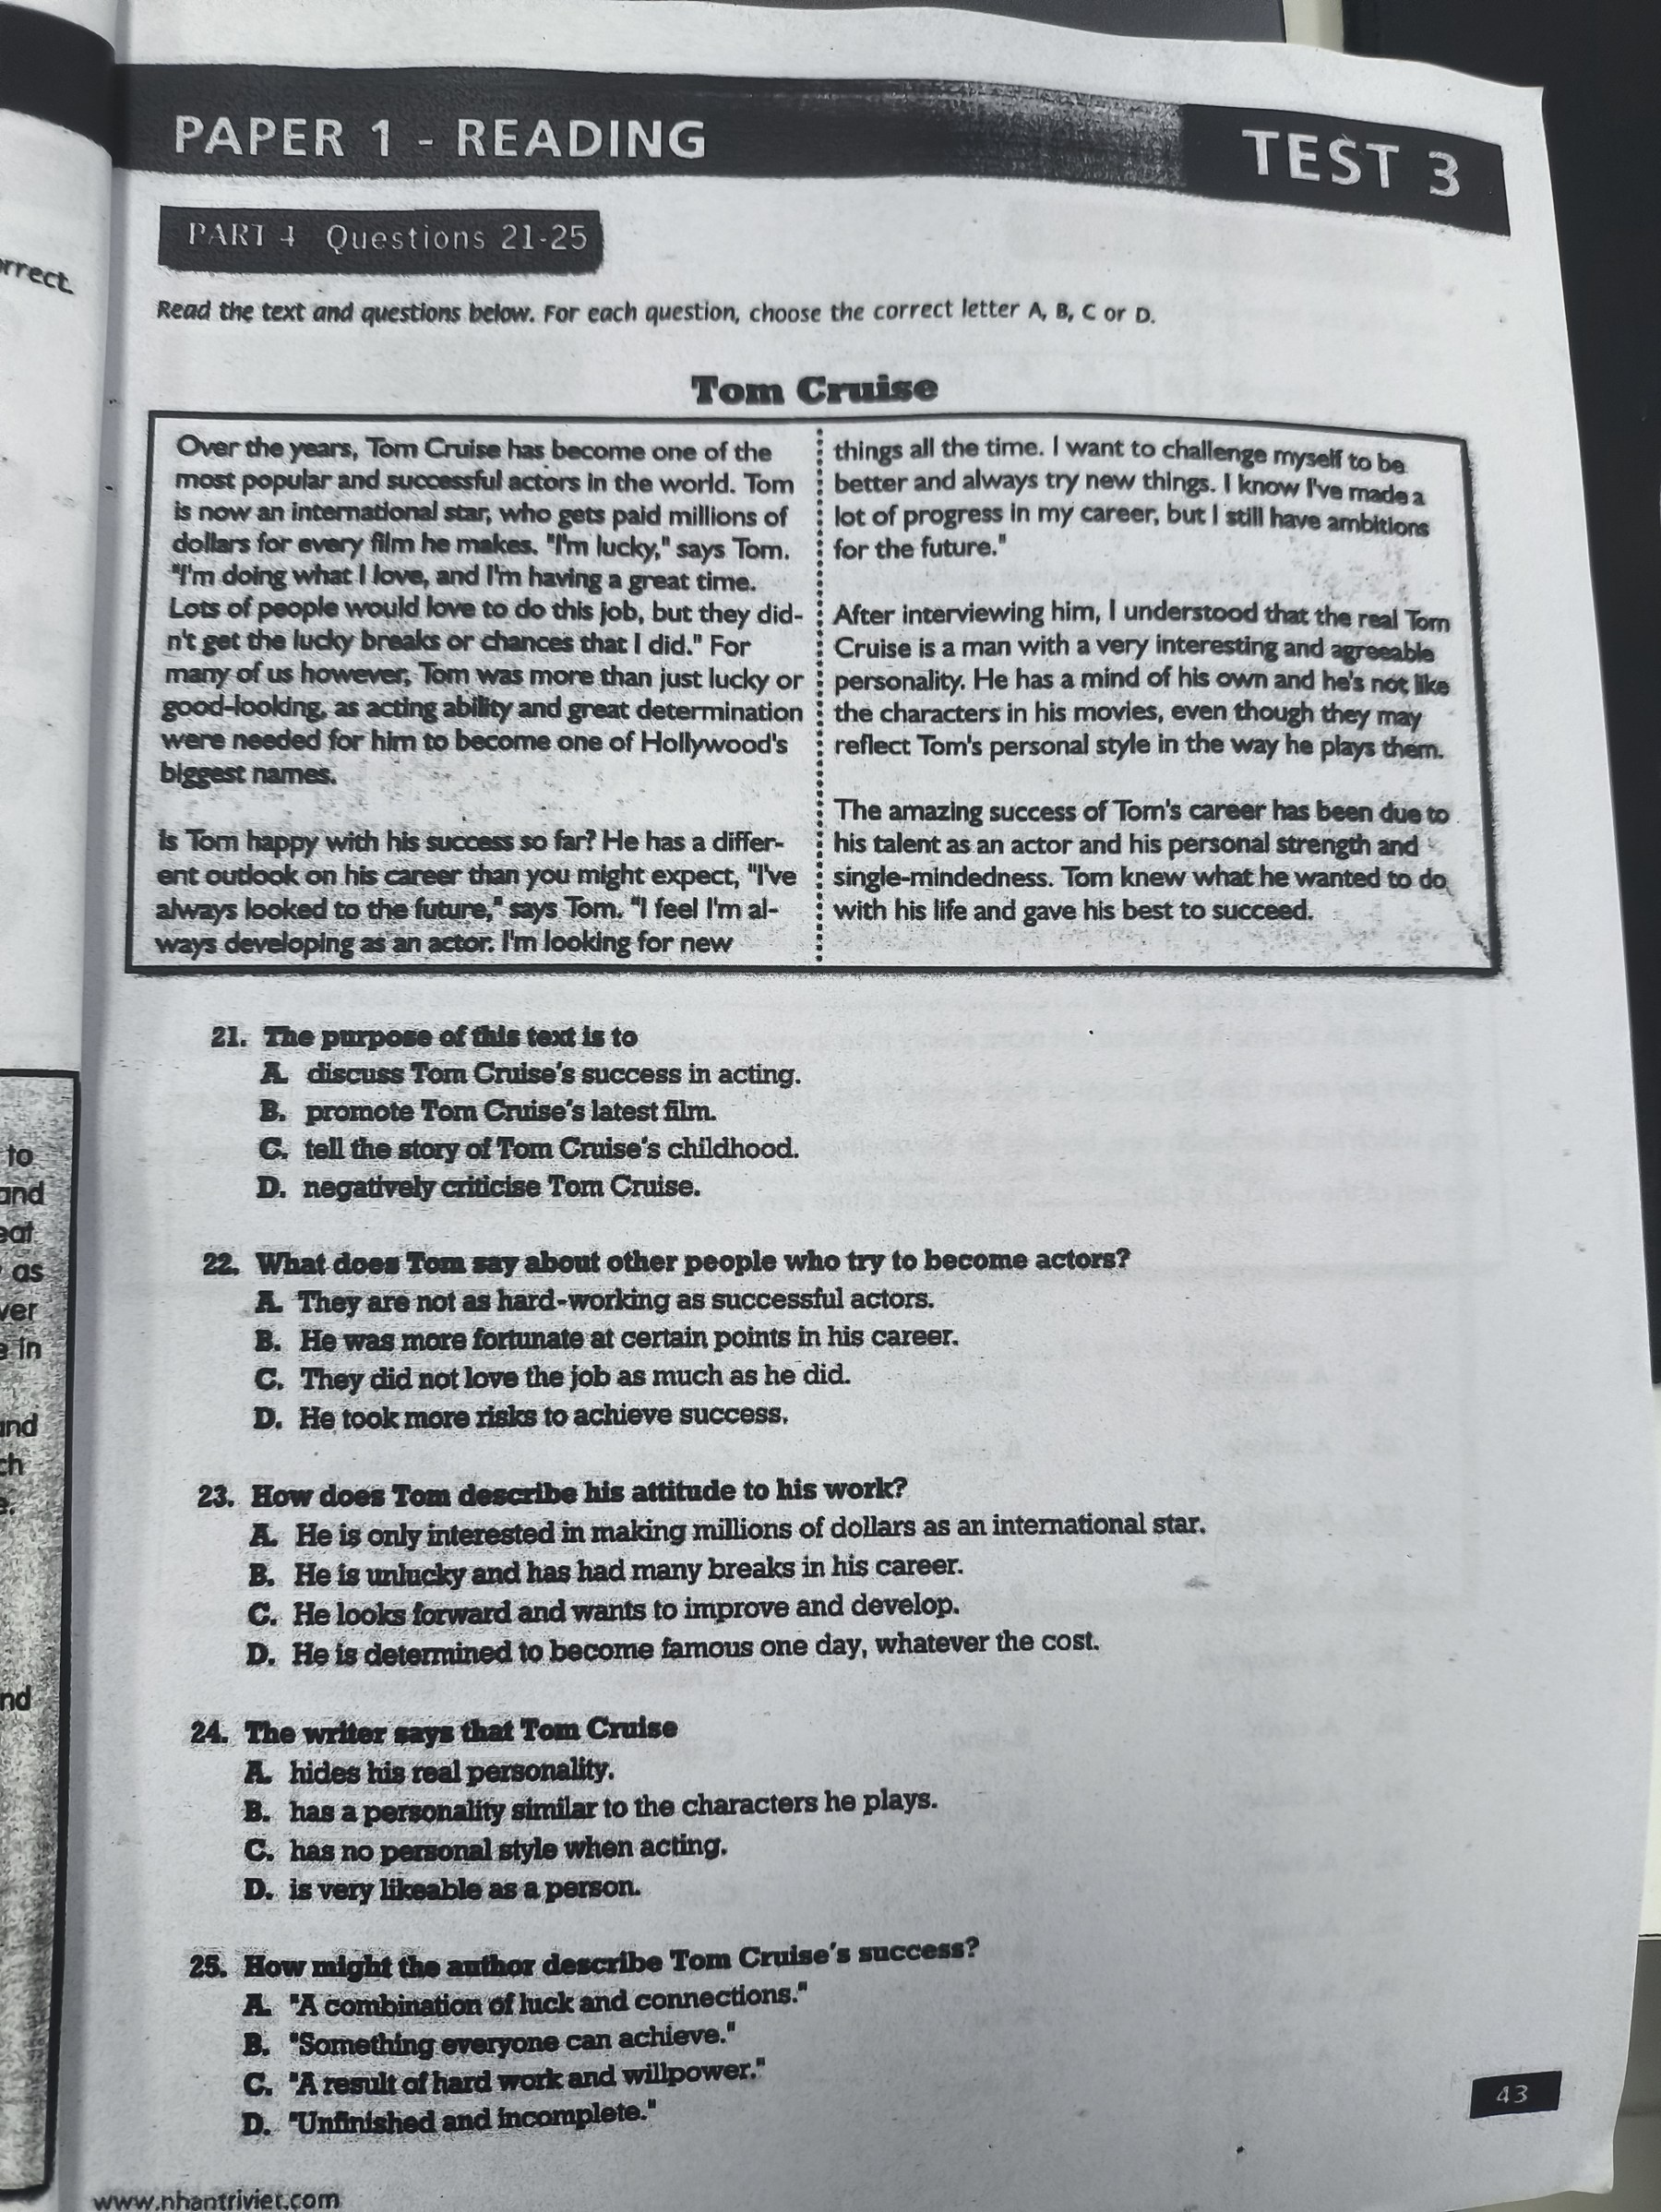 PAPER 1 - READING
TEST 3
PART 4 Questions 21-25
Read the text and questions below. For each question, choose the correct letter A, B, C or D.
Tom Cruise
Over the years, Tom Cruise has become one of the
most popular and successful actors in the world. Tom
is now an international star, who gets paid millions of
dollars for every film he makes. "I'm lucky," says Tom.
"I'm doing what I love, and I'm having a great time.
Lots of people would love to do this job, but they did-
n't get the lucky breaks or chances that I did." For
many of us however, Tom was more than just lucky or
good-looking, as acting ability and great determination
were needed for him to become one of Hollywood's
biggest names.
Is Tom happy with his success so far? He has a differ-
ent outlook on his career than you might expect, "I've
always looked to the future," says Tom. "I feel I'm al-
ways developing as an actor. I'm looking for new
things all the time. I want to challenge myself to be
better and always try new things. I know I've made a
lot of progress in my career, but I still have ambitions
for the future."
After interviewing him, I understood that the real Tom
Cruise is a man with a very interesting and agreeable
personality. He has a mind of his own and he's not like
the characters in his movies, even though they may
reflect Tom's personal style in the way he plays them.
The amazing success of Tom's career has been due to
his talent as an actor and his personal strength and
single-mindedness. Tom knew what he wanted to do
with his life and gave his best to succeed.
21. The purpose of this text is to
A. discuss Tom Cruise's success in acting.
B. promote Tom Cruise's latest film.
C. tell the story of Tom Cruise's childhood.
D. negatively criticise Tom Cruise.
22. What does Tom say about other people who try to become actors?
A. They are not as hard-working as successful actors.
B. He was more fortunate at certain points in his career.
C. They did not love the job as much as he did.
D. He took more risks to achieve success.
23. How does Tom describe his attitude to his work?
A. He is only interested in making millions of dollars as an international star.
B. He is unlucky and has had many breaks in his career.
C. He looks forward and wants to improve and develop.
D. He is determined to become famous one day, whatever the cost.
24. The writer says that Tom Cruise
A. hides his real personality.
B. has a personality similar to the characters he plays.
C. has no personal style when acting.
D. is very likeable as a person.
25. How might the author describe Tom Cruise's success?
A. "A combination of luck and connections."
B. "Something everyone can achieve."
C. "A result of hard work and willpower."
D. "Unfinished and incomplete."
43
www.nhantriviet.com